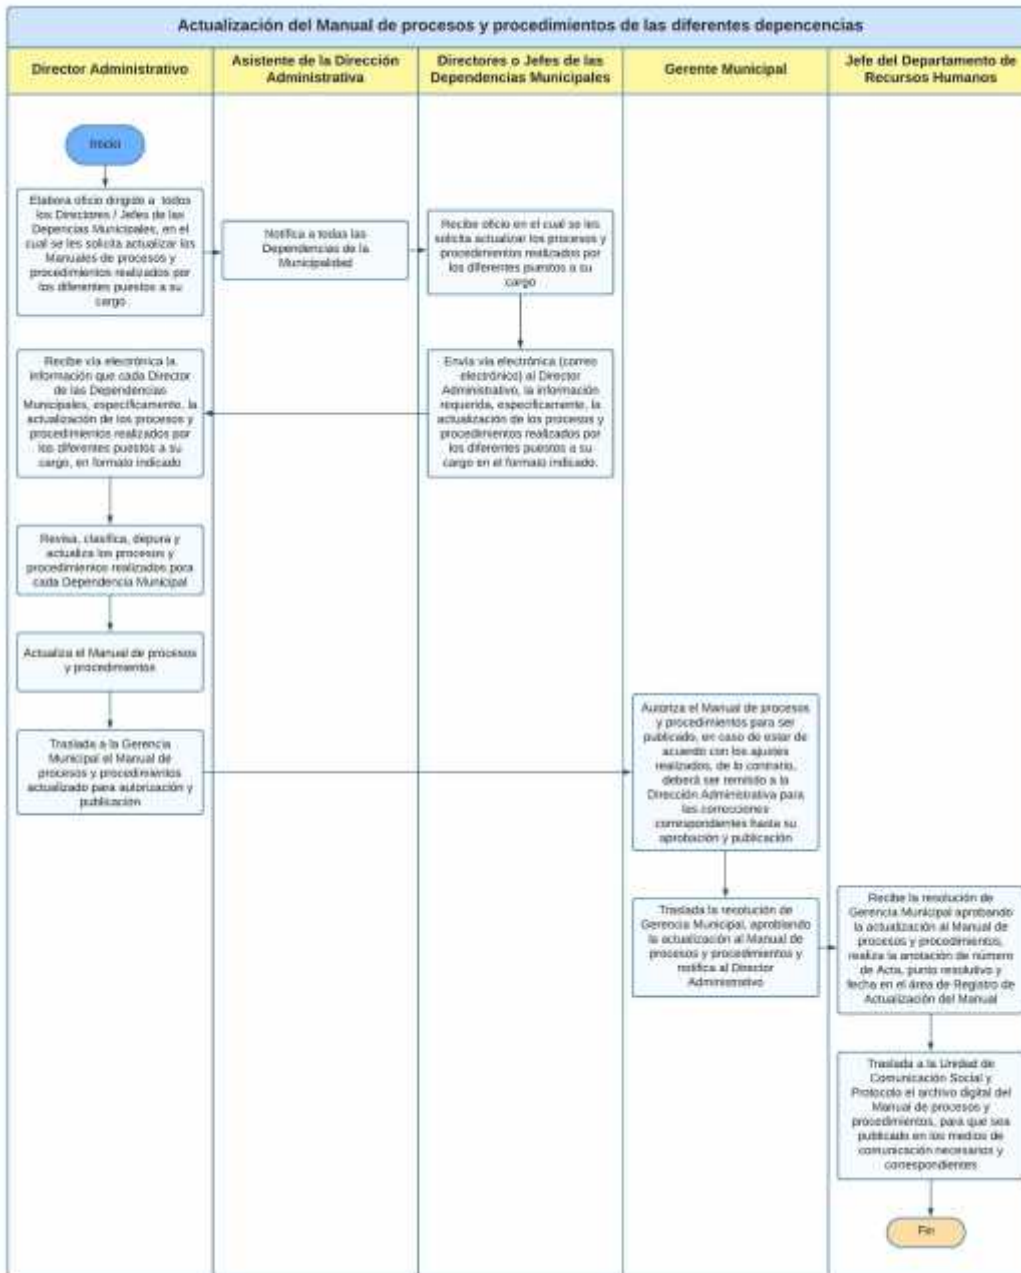 Actualización del Manual de procesos y procedimientos de las diferentes depencencias
Director Administrativo
Asistente de la Dirección
Administrativa
Directores o Jefes de las
Dependencias Municipales
Gerente Municipal
Jefe del Departamento de
Recursos Humanos
Inicio
Elabora oficio dirigido a todos
los Directores / Jefes de las
Depencias Municipales, en el
cual se les solicita actualizar los
Manuales de procesos y
procedimientos realizados por
los diferentes puestos a su
cargo
Notifica a todas las
Dependencias de la
Municipalidad
Recibe oficio en el cual se les
solicita actualizar los procesos y
procedimientos realizados por
los diferentes puestos a su
cargo
Envía vía electrónica (correo
electrónico) al Director
Administrativo, la información
requerida, específicamente, la
actualización de los procesos y
procedimientos realizados por
los diferentes puestos a su
cargo en el formato indicado.
Recibe vía electrónica la
información que cada Director
de las Dependencias
Municipales, específicamente, la
actualización de los procesos y
procedimientos realizados por
los diferentes puestos a su
cargo, en formato indicado
Revisa, clasifica, depura y
actualiza los procesos y
procedimientos realizados para
cada Dependencia Municipal
Actualiza el Manual de procesos
y procedimientos
Traslada a la Gerencia
Municipal el Manual de
procesos y procedimientos
actualizado para autorización y
publicación
Autoriza el Manual de procesos
y procedimientos para ser
publicado, en caso de estar de
acuerdo con los ajustes
realizados, de lo contrario,
deberá ser remitido a la
Dirección Administrativa para
las correcciones
correspondientes hasta su
aprobación y publicación
Traslada la resolución de
Gerencia Municipal, aprobando
la actualización al Manual de
procesos y procedimientos y
notifica al Director
Administrativo
Recibe la resolución de
Gerencia Municipal aprobando
la actualización al Manual de
procesos y procedimientos,
realiza la anotación de número
de Acta, punto resolutivo y
fecha en el área de Registro de
Actualización del Manual
Traslada a la Unidad de
Comunicación Social y
Protocolo el archivo digital del
Manual de procesos y
procedimientos, para que sea
publicado en los medios de
comunicación necesarios y
correspondientes
Fin